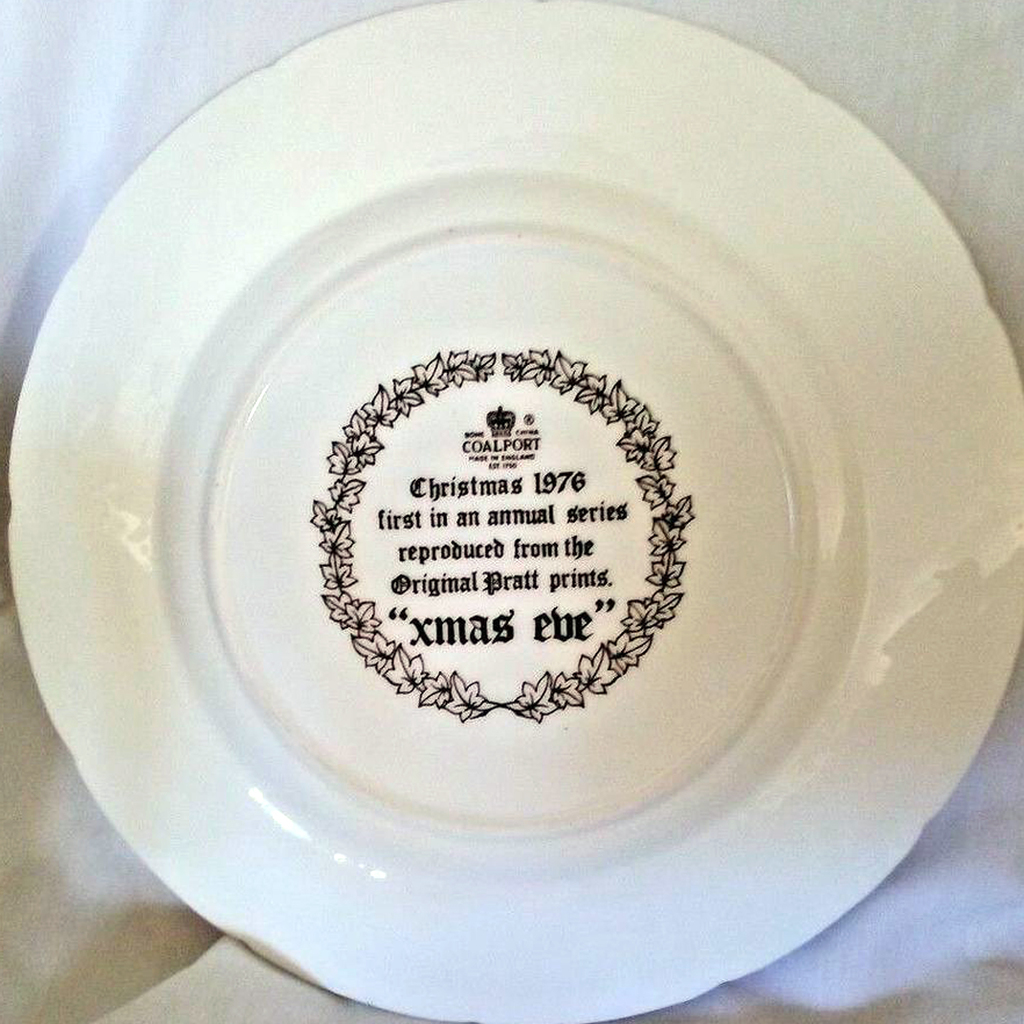 ®
BONE CHINA
COALPORT
MADE IN ENGLAND
EST 1750
Christmas 1976
first in an annual series
reproduced from the
Original Pratt prints.
“xmas eve”